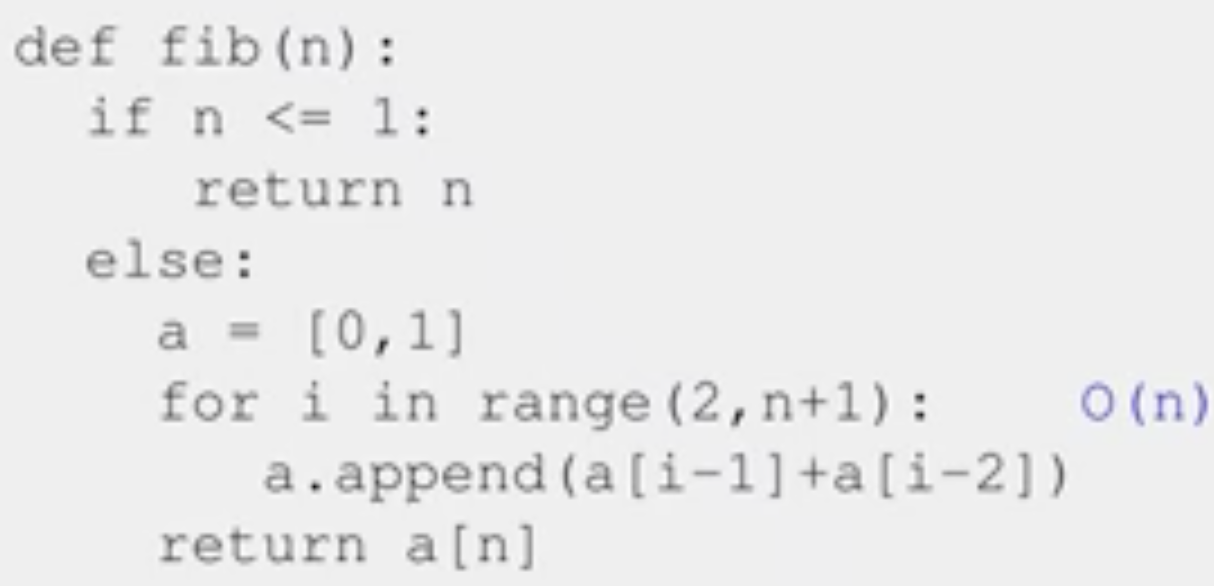 def fib(n):
if n <= 1:
return n
else:
a = [0,1]
for i in range(2,n+1): O(n)
a.append(a[i-1]+a[i-2])
return a[n]